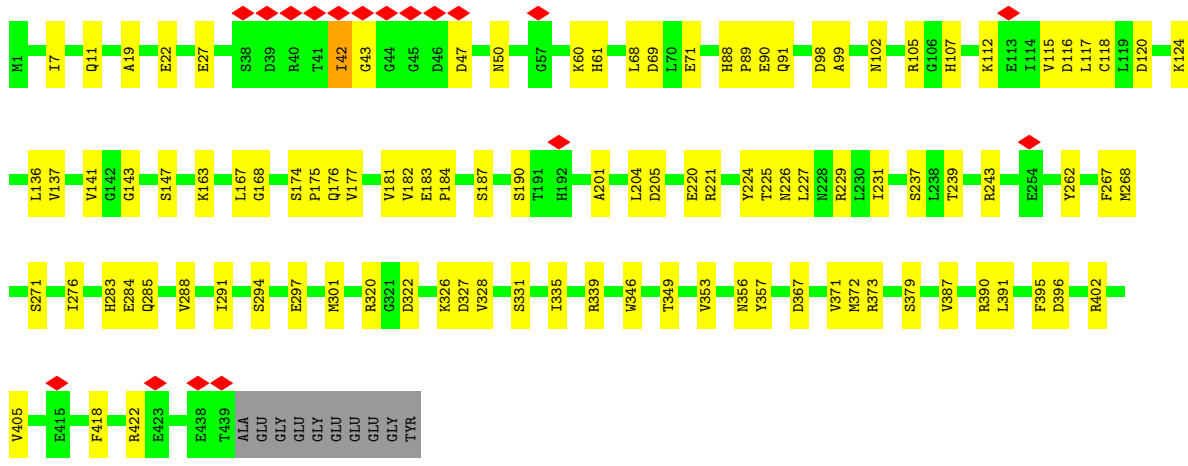 M1 I7 Q11 A19 E22 E27 S38 D39 R40 T41 I42 G43 G44 G45 D46 D47 N50 G57 K60 H61 L68 D69 L70 E71 H88 P89 E90 Q91 D98 A99 N102 R105 G106 H107 K112 E113 I114 V115 D116 L117 C118 L119 D120 K124
L136 V137 V141 G142 G143 S147 K163 L167 G168 S174 P175 Q176 V177 V181 V182 E183 P184 S187 S190 T191 H192 A201 L204 D205 E220 R221 Y224 T225 N226 L227 N228 R229 L230 I231 S237 L238 T239 R243 E254 Y262 F267 M268
S271 I276 H283 E284 Q285 V288 I291 S294 E297 M301 R320 G321 D322 K326 D327 V328 S331 I335 R339 W346 T349 V353 N356 Y357 D367 V371 M372 R373 S379 V387 R390 L391 F395 D396 R402
V405 E415 F418 R422 E423 E438 T439 ALA GLU GLY GLU GLY GLU GLU GLU GLY TYR